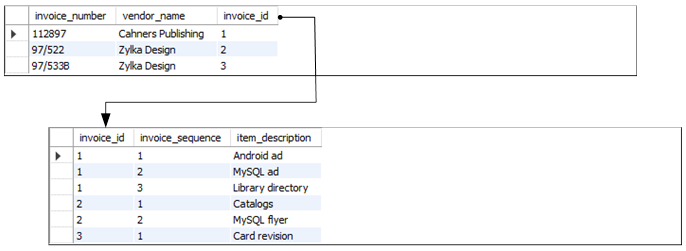 invoice_number vendor_name invoice_id
112897 Cahners Publishing 1
97/522 Zylka Design 2
97/533B Zylka Design 3
invoice_id invoice_sequence item_description
1 1 Android ad
1 2 MySQL ad
1 3 Library directory
2 1 Catalogs
2 2 MySQL flyer
3 1 Card revision